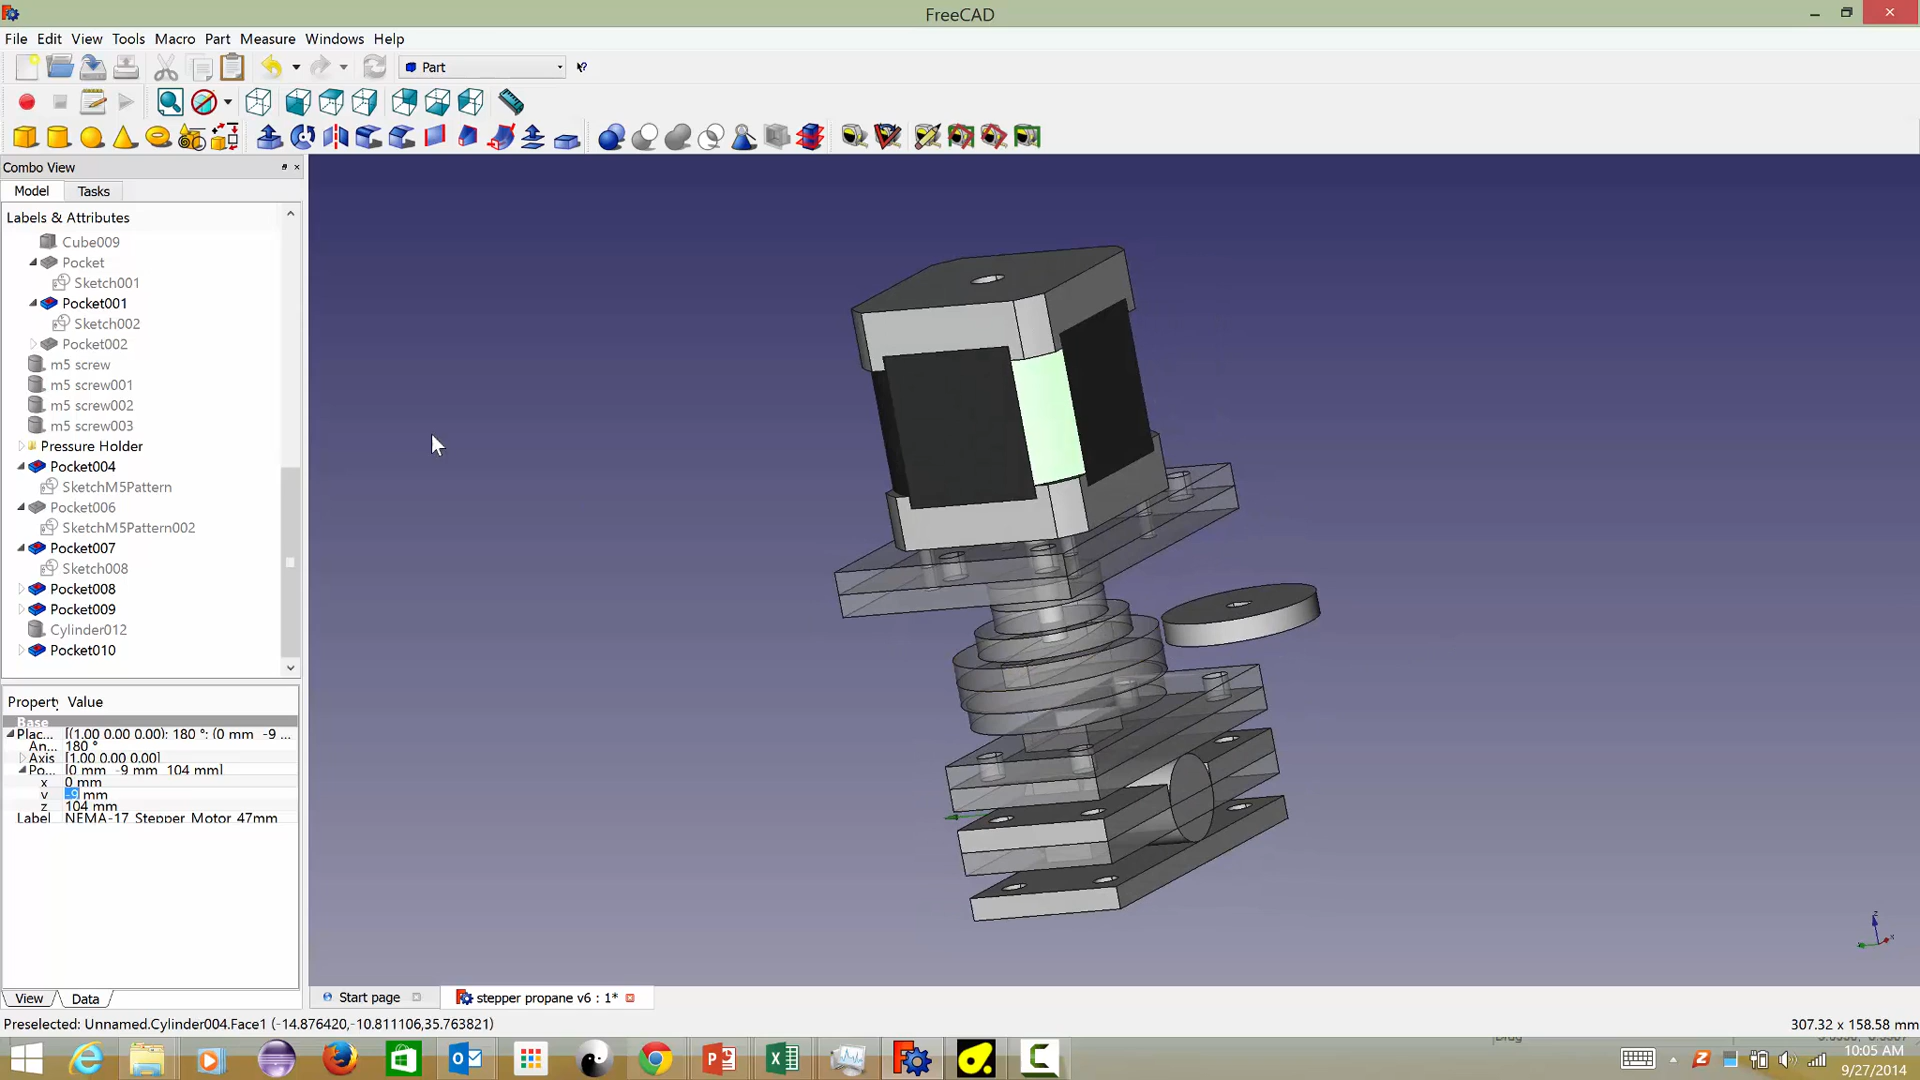 FreeCAD
File Edit View Tools Macro Part Measure Windows Help
Part
Combo View
Model Tasks
Labels & Attributes
Cube009
Pocket
Sketch001
Pocket001
Sketch002
Pocket002
m5 screw
m5 screw001
m5 screw002
m5 screw003
Pressure Holder
Pocket004
SketchM5Pattern
Pocket006
SketchM5Pattern002
Pocket007
Sketch008
Pocket008
Pocket009
Cylinder012
Pocket010
Property Value
Base
Plac... [(1.00 0.00 0.00); 180 °; (0 mm -9 ...
An... 180 °
Axis [1.00 0.00 0.00]
Po... [0 mm -9 mm 104 mm]
x 0 mm
y -9 mm
z 104 mm
Label NEMA-17 Stepper Motor 47mm
View Data
Start page
stepper propane v6 : 1*
Preselected: Unnamed.Cylinder004.Face1 (-14.876420,-10.811106,35.763821)
307.32 x 158.58 mm
10:05 AM
9/27/2014